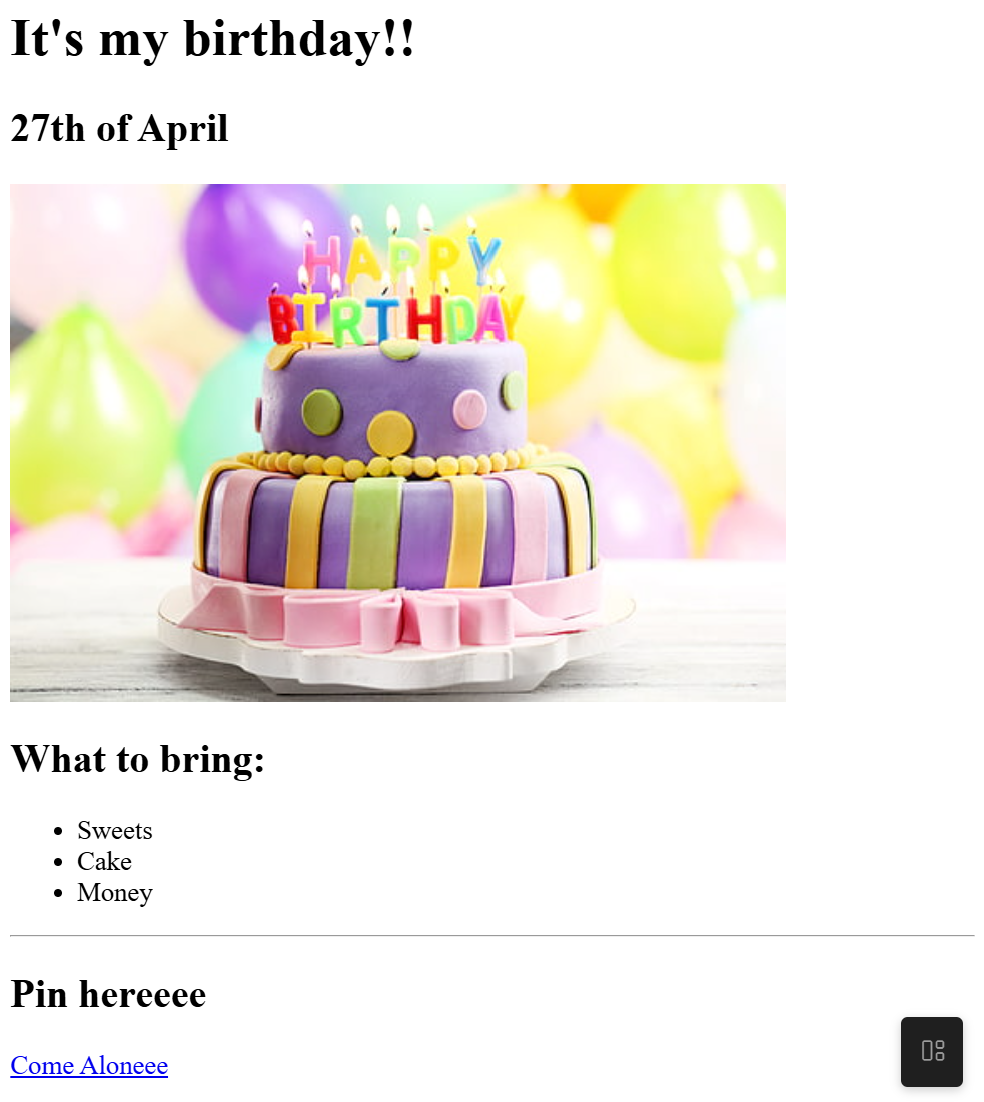 It's my birthday!!
27th of April
HAPPY
BIRTHDAY
What to bring:
Sweets
Cake
Money
Pin hereeee
Come Aloneee